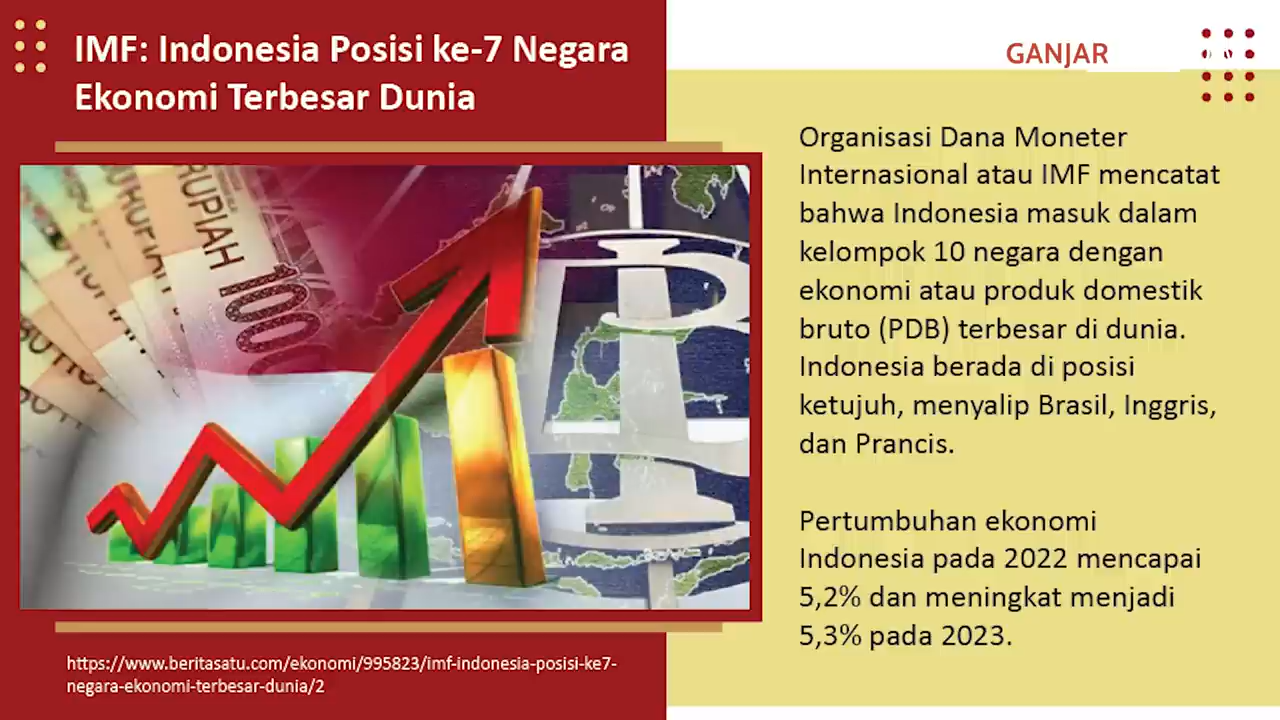 IMF: Indonesia Posisi ke-7 Negara
Ekonomi Terbesar Dunia
GANJAR
Organisasi Dana Moneter
Internasional atau IMF mencatat
bahwa Indonesia masuk dalam
kelompok 10 negara dengan
ekonomi atau produk domestik
bruto (PDB) terbesar di dunia.
Indonesia berada di posisi
ketujuh, menyalip Brasil, Inggris,
dan Prancis.
Pertumbuhan ekonomi
Indonesia pada 2022 mencapai
5,2% dan meningkat menjadi
5,3% pada 2023.
RUPIAH
1000
https://www.beritasatu.com/ekonomi/995823/imf-indonesia-posisi-ke7-
negara-ekonomi-terbesar-dunia/2